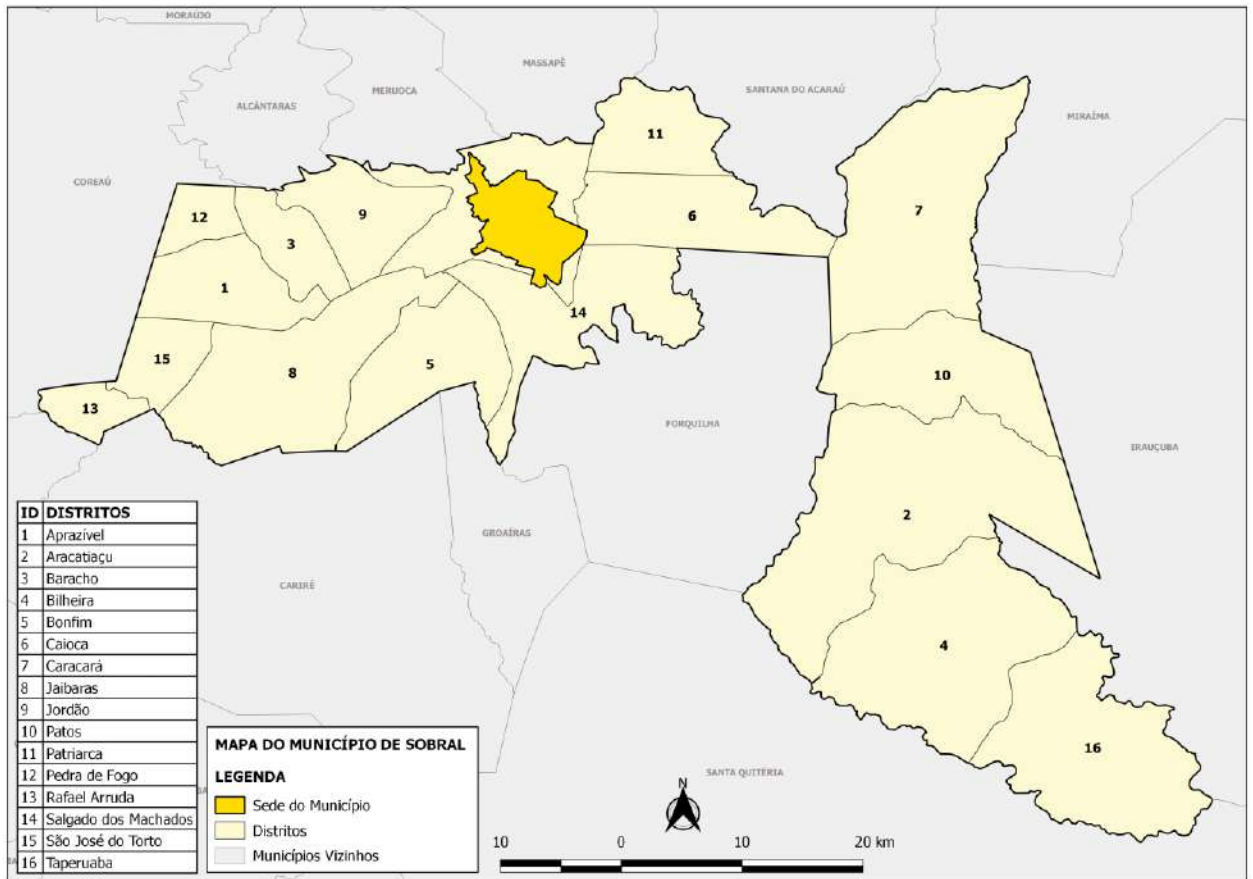 MORAÚJO
MASSAPÊ
MERUOCA
SANTANA DO ACARAÚ
ALCÂNTARAS
MIRAÍMA
11
COREAÚ
12
9
6
7
3
1
14
15
8
5
10
13
FORQUILHA
IRAUÇUBA
2
GROAÍRAS
CARIRÉ
4
16
SANTA QUITÉRIA
ID DISTRITOS
1 Aprazível
2 Aracatiaçu
3 Baracho
4 Bilheira
5 Bonfim
6 Caioca
7 Caracará
8 Jaibaras
9 Jordão
10 Patos
11 Patriarca
12 Pedra de Fogo
13 Rafael Arruda
14 Salgado dos Machados
15 São José do Torto
16 Taperuaba
MAPA DO MUNICÍPIO DE SOBRAL
LEGENDA
Sede do Município
Distritos
Municípios Vizinhos
N
10 0 10 20 km